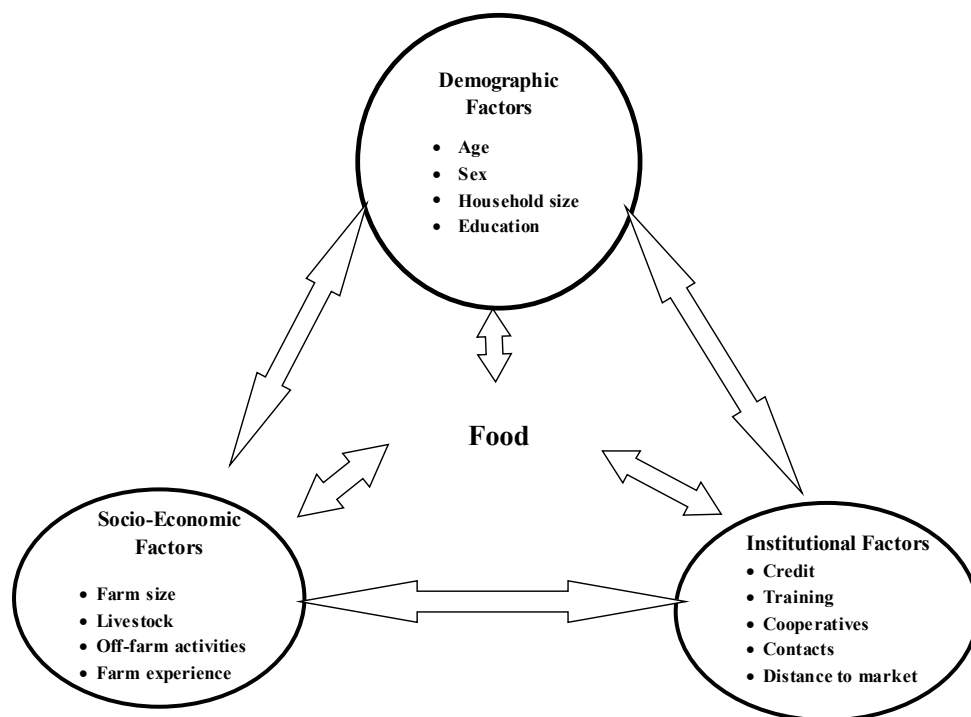 Demographic
Factors
• Age
• Sex
• Household size
• Education
Food
Socio-Economic
Factors
• Farm size
• Livestock
• Off-farm activities
• Farm experience
Institutional Factors
• Credit
• Training
• Cooperatives
• Contacts
• Distance to market